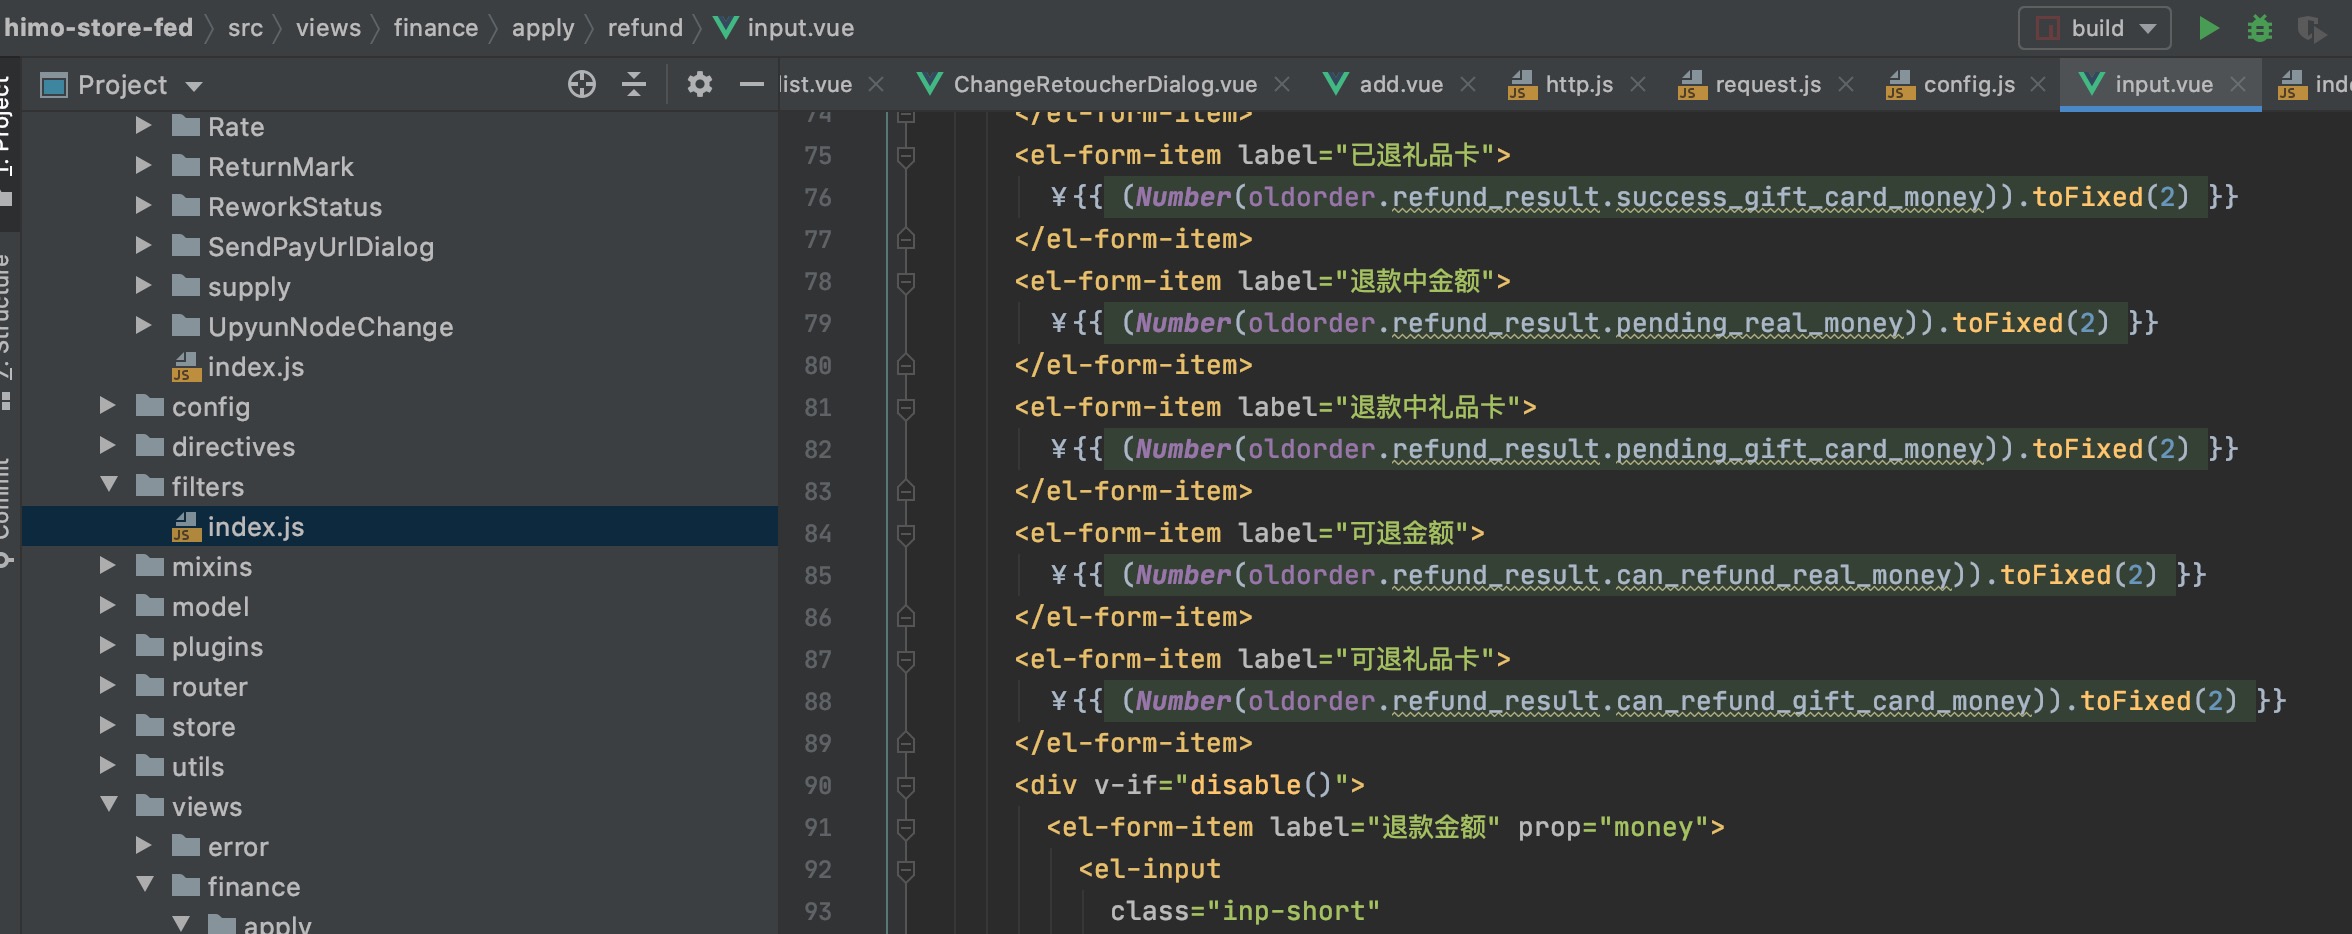 himo-store-fed src views finance apply refund input.vue build
Project
list.vue ChangeRetoucherDialog.vue add.vue http.js request.js config.js input.vue
1: Project
Z: Structure
Commit
Rate
ReturnMark
ReworkStatus
SendPayUrlDialog
supply
UpyunNodeChange
index.js
config
directives
filters
index.js
mixins
model
plugins
router
store
utils
views
error
finance
apply
74 </el-form-item>
75 <el-form-item label="已退礼品卡">
76 ¥{{ (Number(oldorder.refund_result.success_gift_card_money)).toFixed(2) }}
77 </el-form-item>
78 <el-form-item label="退款中金额">
79 ¥{{ (Number(oldorder.refund_result.pending_real_money)).toFixed(2) }}
80 </el-form-item>
81 <el-form-item label="退款中礼品卡">
82 ¥{{ (Number(oldorder.refund_result.pending_gift_card_money)).toFixed(2) }}
83 </el-form-item>
84 <el-form-item label="可退金额">
85 ¥{{ (Number(oldorder.refund_result.can_refund_real_money)).toFixed(2) }}
86 </el-form-item>
87 <el-form-item label="可退礼品卡">
88 ¥{{ (Number(oldorder.refund_result.can_refund_gift_card_money)).toFixed(2) }}
89 </el-form-item>
90 <div v-if="disable()">
91 <el-form-item label="退款金额" prop="money">
92 <el-input
93 class="inp-short"